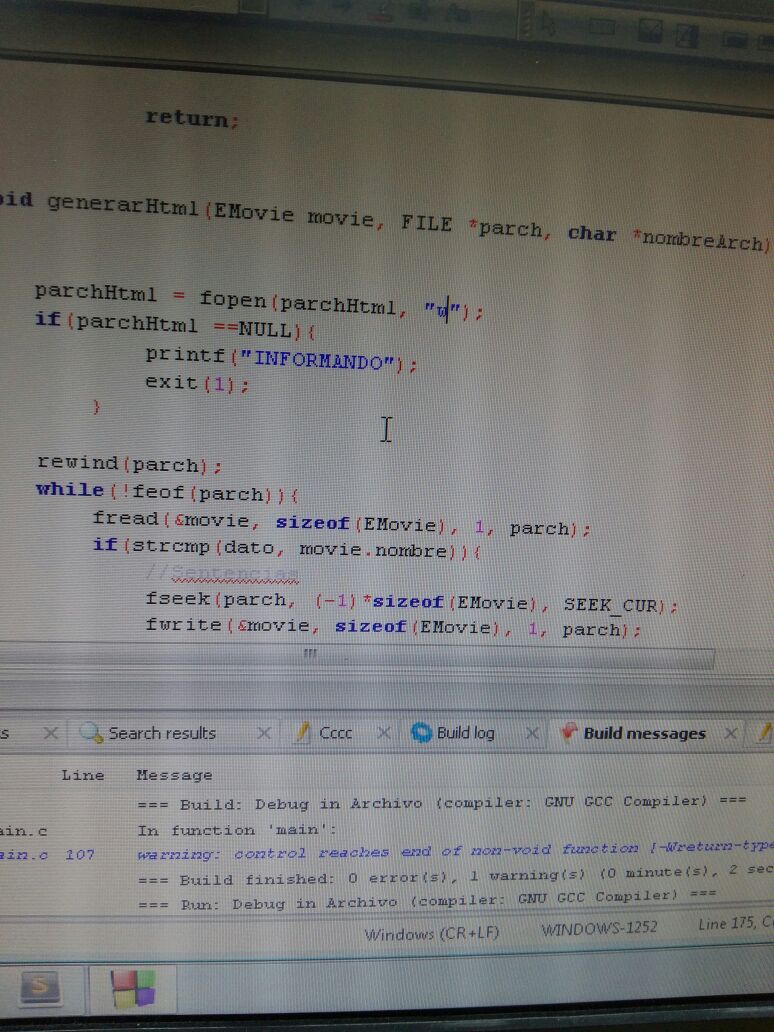 return;
oid generarHtml(EMovie movie, FILE *parch, char *nombreArch)
parchHtml = fopen(parchHtml, "w");
if(parchHtml ==NULL){
printf("INFORMANDO");
exit(1);
}
rewind(parch);
while(!feof(parch)){
fread(&movie, sizeof(EMovie), 1, parch);
if(strcmp(dato, movie.nombre)){
//Sentencias
fseek(parch, (-1)*sizeof(EMovie), SEEK_CUR);
fwrite(&movie, sizeof(EMovie), 1, parch);
s Search results Cccc Build log Build messages
Line Message
=== Build: Debug in Archivo (compiler: GNU GCC Compiler) ===
ain.c In function 'main':
ain.c 107 warning: control reaches end of non-void function [-Wreturn-type
=== Build finished: 0 error(s), 1 warning(s) (0 minute(s), 2 sec
=== Run: Debug in Archivo (compiler: GNU GCC Compiler) ===
Windows (CR+LF) WINDOWS-1252 Line 175, C
S